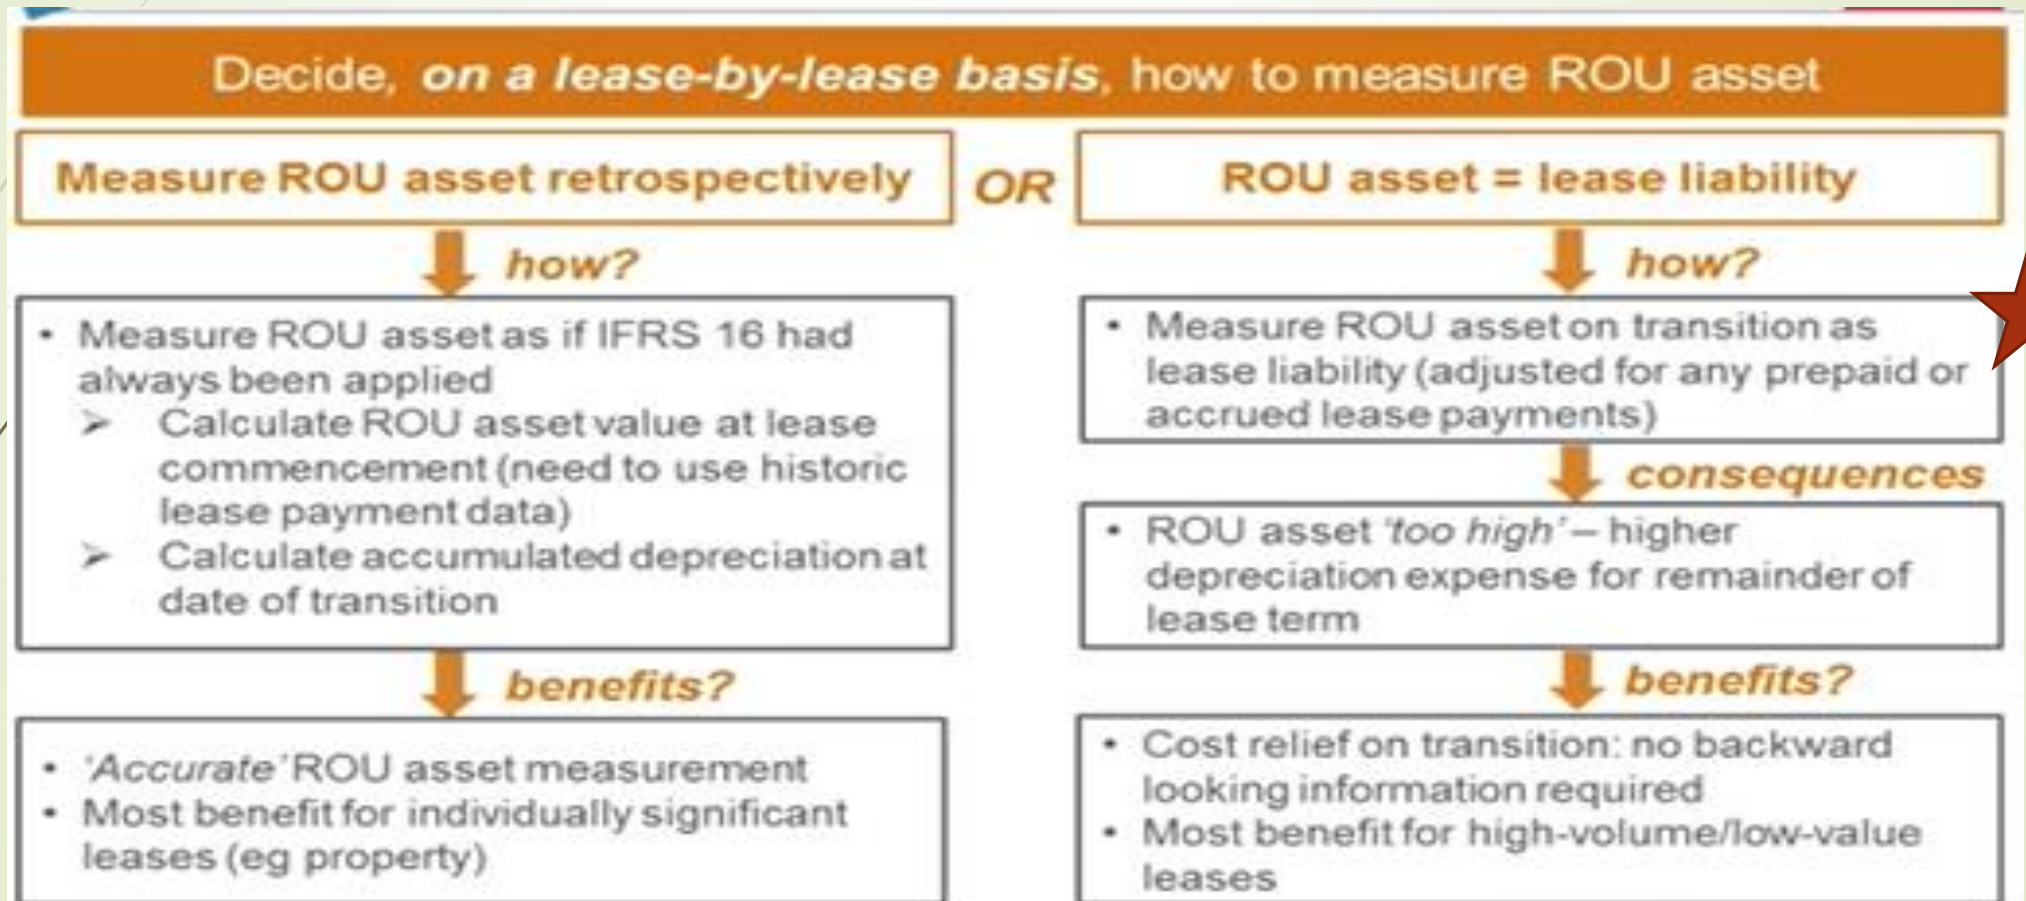 Decide, on a lease-by-lease basis, how to measure ROU asset
Measure ROU asset retrospectively
OR
ROU asset = lease liability
how?
• Measure ROU asset as if IFRS 16 had
always been applied
➢ Calculate ROU asset value at lease
commencement (need to use historic
lease payment data)
➢ Calculate accumulated depreciation at
date of transition
benefits?
• ‘Accurate’ ROU asset measurement
• Most benefit for individually significant
leases (eg property)
how?
• Measure ROU asset on transition as
lease liability (adjusted for any prepaid or
accrued lease payments)
consequences
• ROU asset ‘too high’ – higher
depreciation expense for remainder of
lease term
benefits?
• Cost relief on transition: no backward
looking information required
• Most benefit for high-volume/low-value
leases